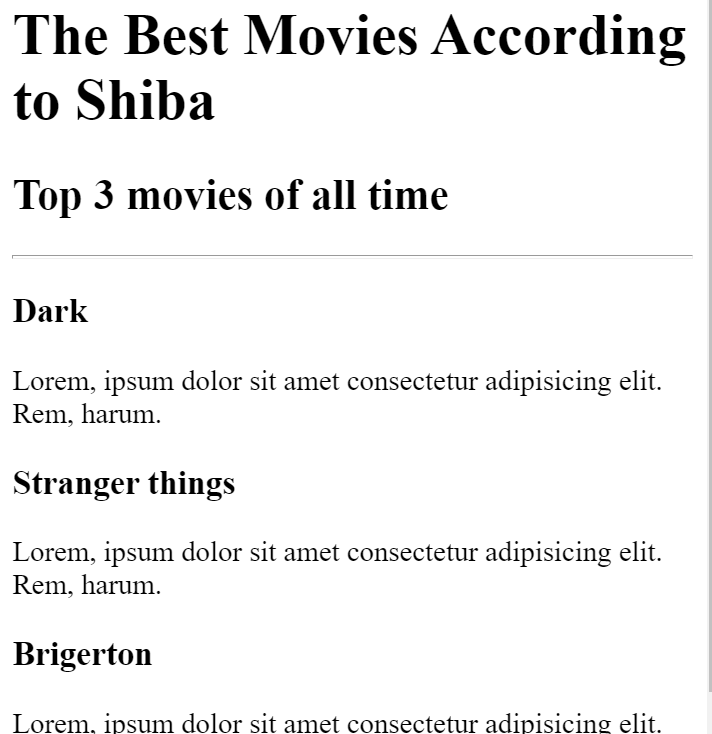 The Best Movies According
to Shiba
Top 3 movies of all time
Dark
Lorem, ipsum dolor sit amet consectetur adipisicing elit.
Rem, harum.
Stranger things
Lorem, ipsum dolor sit amet consectetur adipisicing elit.
Rem, harum.
Brigerton
Lorem, ipsum dolor sit amet consectetur adipisicing elit.